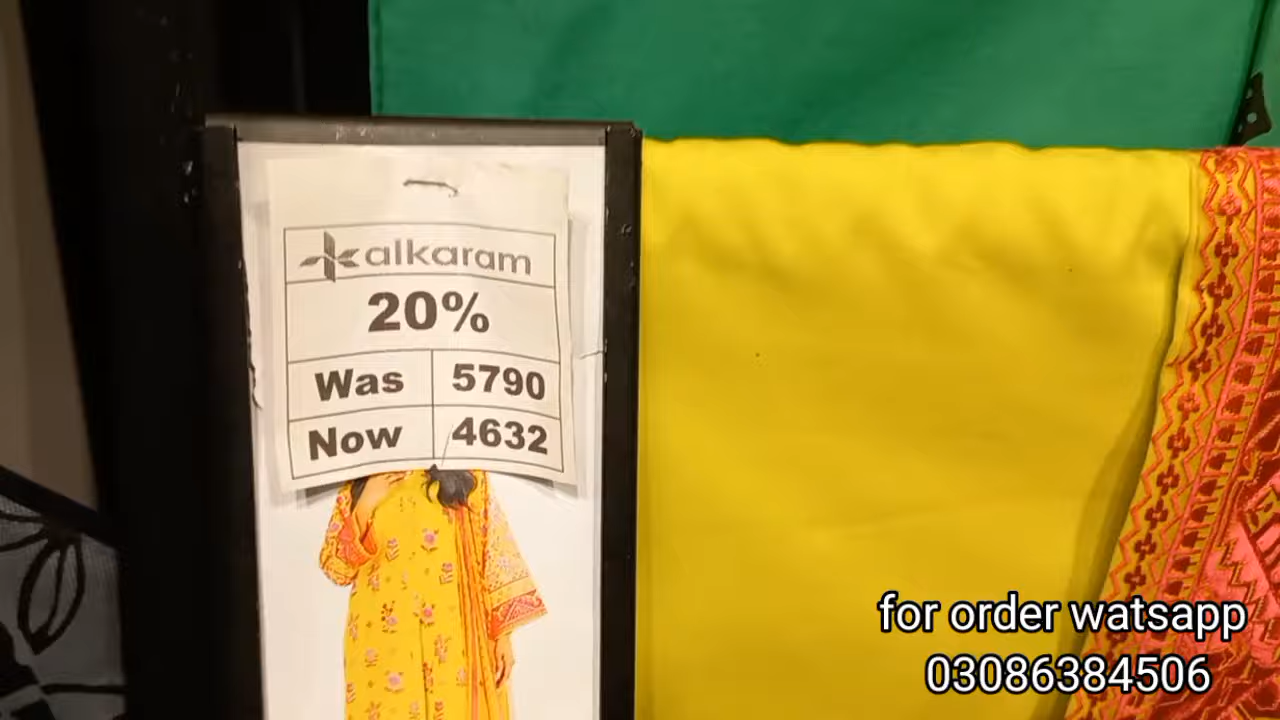 alkaram
20%
Was 5790
Now 4632
for order watsapp
03086384506